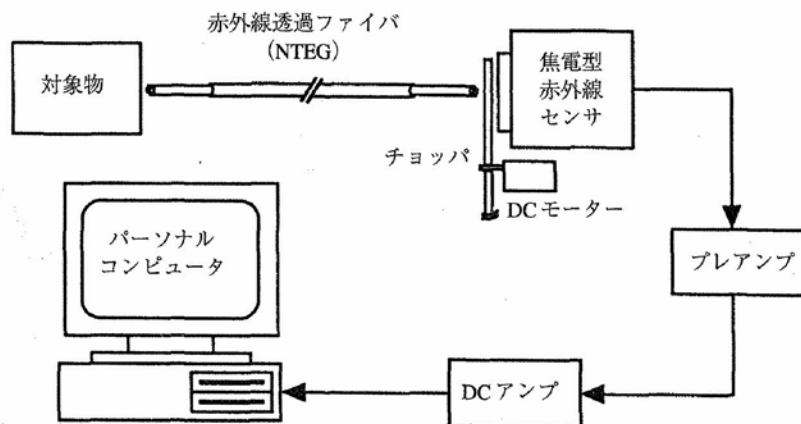 赤外線透過ファイバ
(NTEG)
対象物
焦電型
赤外線
センサ
チョッパ
DCモーター
パーソナル
コンピュータ
プレアンプ
DCアンプ